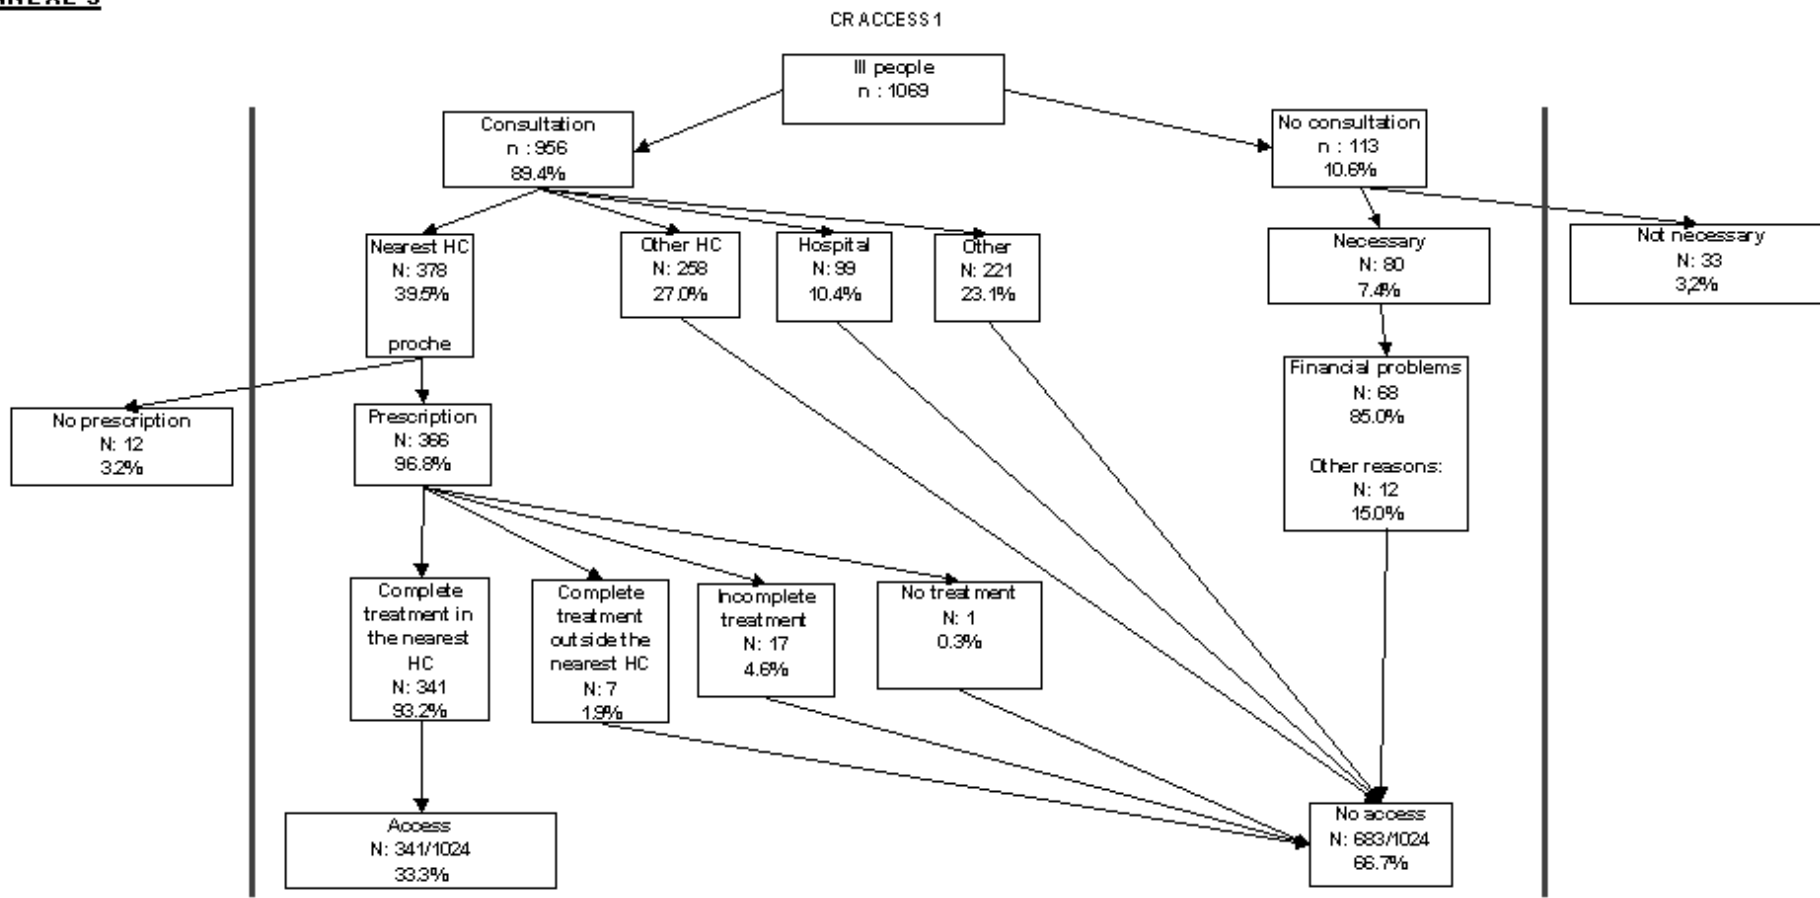 CR ACCESS 1
Ill people
n : 1069
Consultation
n : 956
89.4%
No consultation
n : 113
10.6%
Nearest HC
N: 378
39.5%
proche
Other HC
N: 258
27.0%
Hospital
N: 99
10.4%
Other
N: 221
23.1%
Necessary
N: 80
7.4%
Not necessary
N: 33
3,2%
No prescription
N: 12
3.2%
Prescription
N: 366
96.8%
Financial problems
N: 68
85.0%
Other reasons:
N: 12
15.0%
Complete
treatment in
the nearest
HC
N: 341
93.2%
Complete
treatment
outside the
nearest HC
N: 7
1.9%
Incomplete
treatment
N: 17
4.6%
No treatment
N: 1
0.3%
Access
N: 341/1024
33.3%
No access
N: 683/1024
66.7%